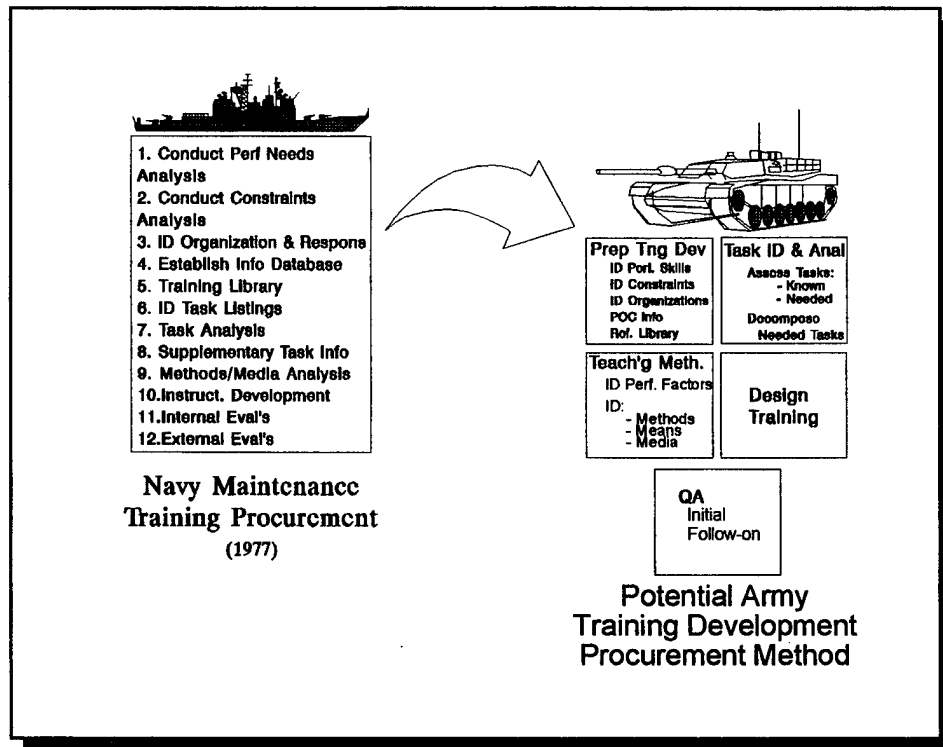 1. Conduct Perf Needs
Analysis
2. Conduct Constraints
Analysis
3. ID Organization & Respons
4. Establish Info Database
5. Training Library
6. ID Task Listings
7. Task Analysis
8. Supplementary Task Info
9. Methods/Media Analysis
10.Instruct. Development
11.Internal Eval's
12.External Eval's
Navy Maintenance
Training Procurement
(1977)
Prep Tng Dev
ID Perf. Skills
ID Constraints
ID Organizations
POC Info
Ref. Library
Task ID & Anal
Assess Tasks:
- Known
- Needed
Decompose
Needed Tasks
Teach'g Meth.
ID Perf. Factors
ID:
- Methods
- Means
- Media
Design
Training
QA
Initial
Follow-on
Potential Army
Training Development
Procurement Method